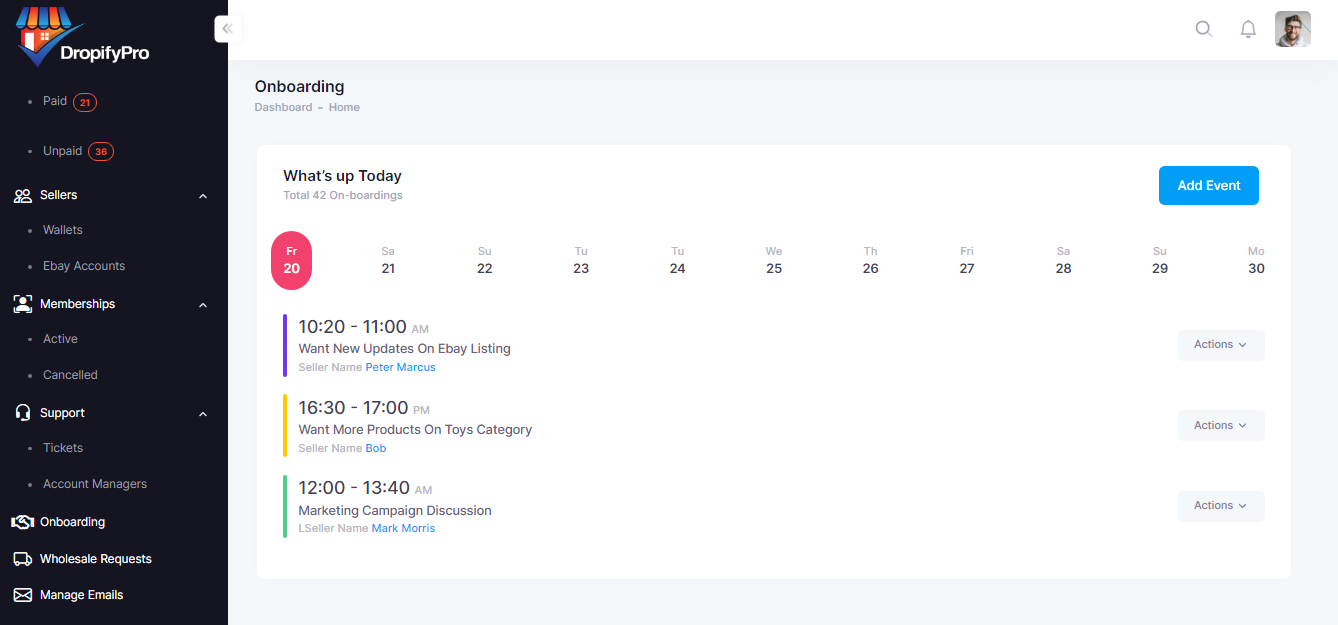 DropifyPro
Paid 21
Unpaid 36
Sellers
Wallets
Ebay Accounts
Memberships
Active
Cancelled
Support
Tickets
Account Managers
Onboarding
Wholesale Requests
Manage Emails
Onboarding
Dashboard - Home
What's up Today
Total 42 On-boardings
Add Event
Fr Sa Su Tu Tu We Th Fri Sa Su Mo
20 21 22 23 24 25 26 27 28 29 30
10:20 - 11:00 AM
Want New Updates On Ebay Listing
Seller Name Peter Marcus
Actions
16:30 - 17:00 PM
Want More Products On Toys Category
Seller Name Bob
Actions
12:00 - 13:40 AM
Marketing Campaign Discussion
LSeller Name Mark Morris
Actions